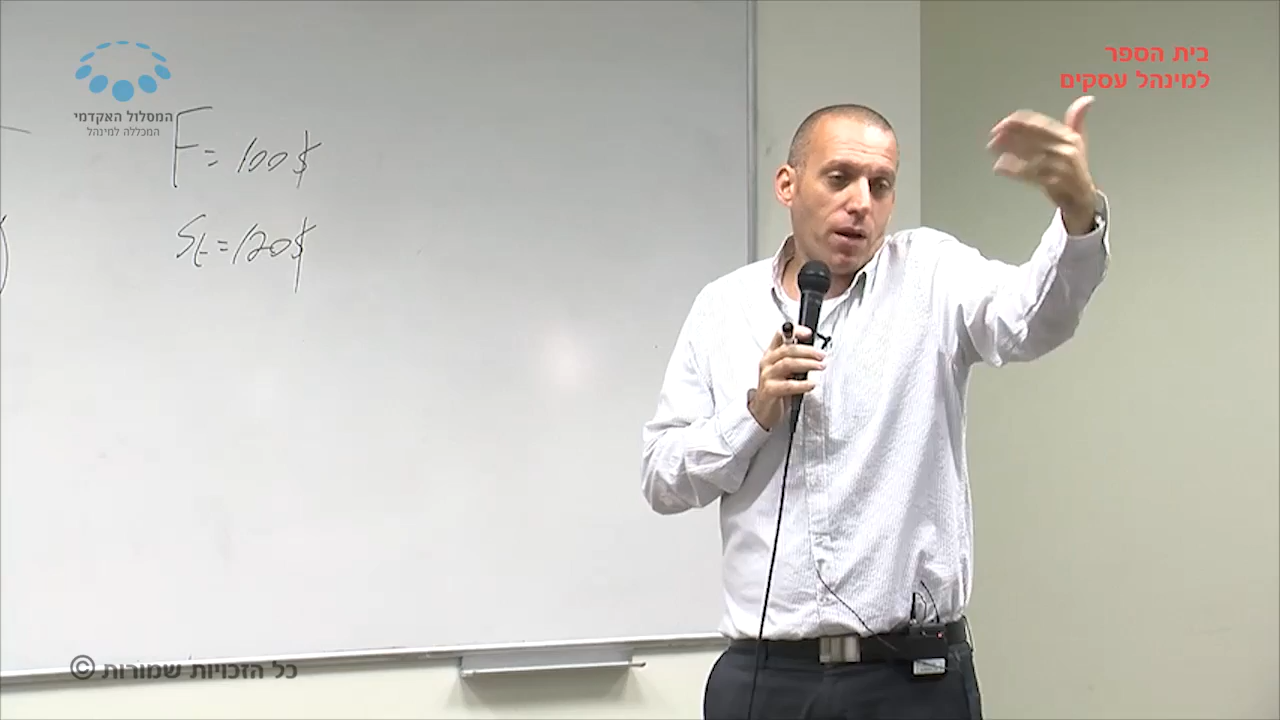 בית הספר
למינהל עסקים
המסלול האקדמי
המכללה למינהל
F = 100$
St = 120$
כל הזכויות שמורות ©